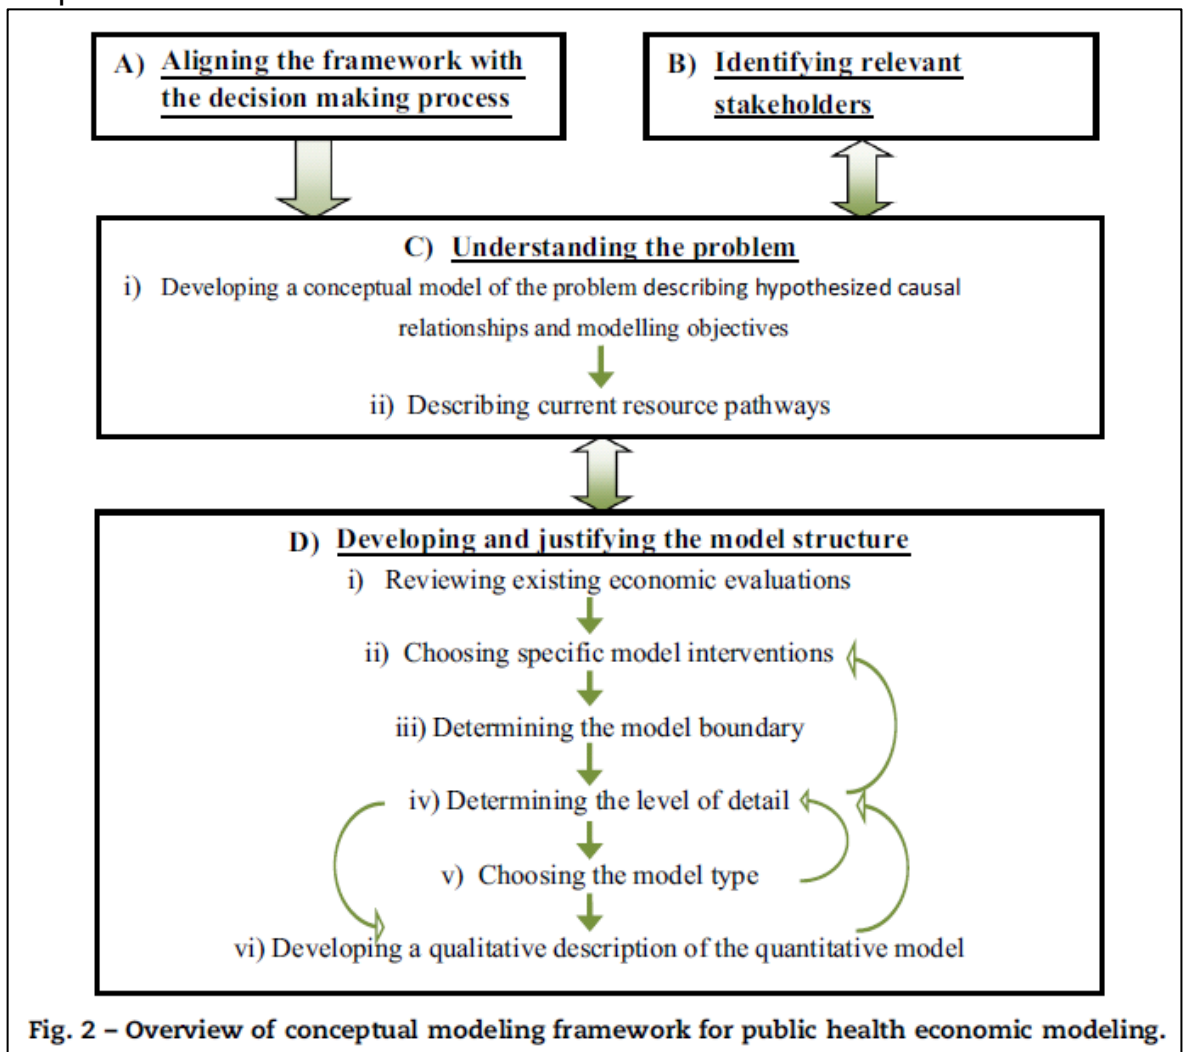 A) Aligning the framework with
the decision making process
B) Identifying relevant
stakeholders
C) Understanding the problem
i) Developing a conceptual model of the problem describing hypothesized causal
relationships and modelling objectives
ii) Describing current resource pathways
D) Developing and justifying the model structure
i) Reviewing existing economic evaluations
ii) Choosing specific model interventions
iii) Determining the model boundary
iv) Determining the level of detail
v) Choosing the model type
vi) Developing a qualitative description of the quantitative model
Fig. 2 – Overview of conceptual modeling framework for public health economic modeling.